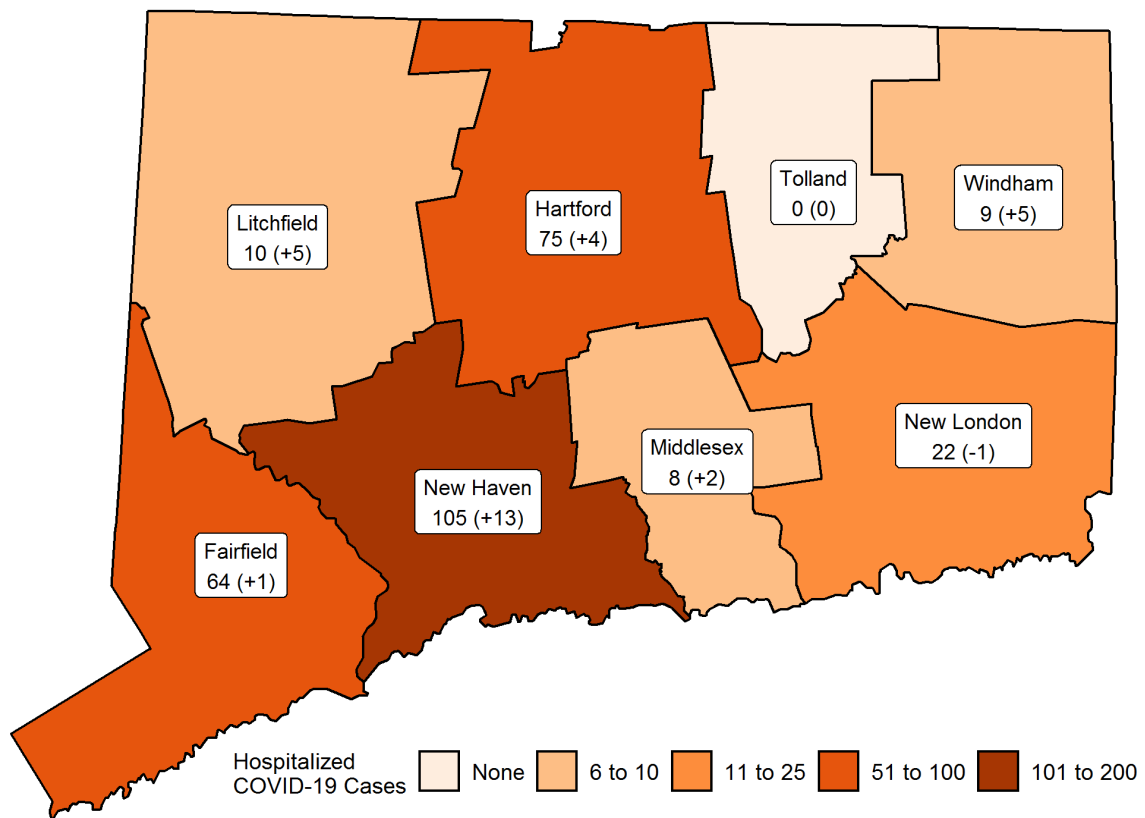 Tolland
0 (0)
Windham
9 (+5)
Hartford
75 (+4)
Litchfield
10 (+5)
New London
22 (-1)
Middlesex
8 (+2)
New Haven
105 (+13)
Fairfield
64 (+1)
Hospitalized
COVID-19 Cases
None
6 to 10
11 to 25
51 to 100
101 to 200